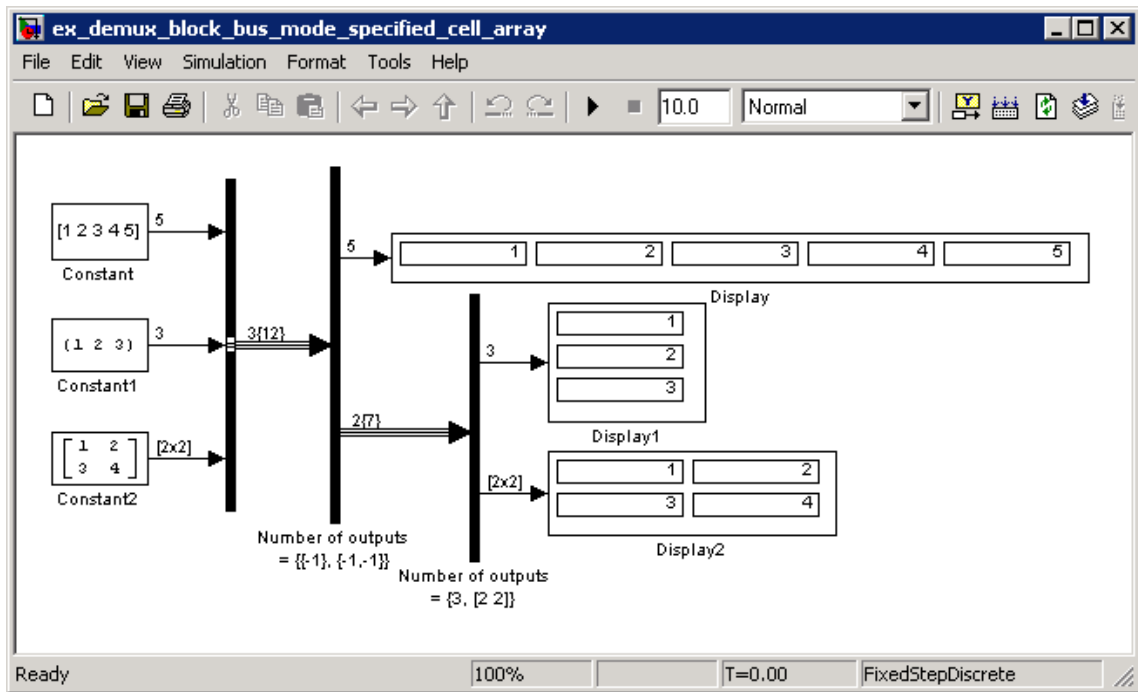 ex_demux_block_bus_mode_specified_cell_array
File Edit View Simulation Format Tools Help
10.0 Normal
[1 2 3 4 5]
5
Constant
5
1 2 3 4 5
Display
(1 2 3)
3
Constant1
3{12}
3
1
2
3
Display1
1 2
3 4
[2x2]
Constant2
2{7}
[2x2]
1 2
3 4
Display2
Number of outputs
= {{-1}, {-1,-1}}
Number of outputs
= {3, [2 2]}
Ready 100% T=0.00 FixedStepDiscrete